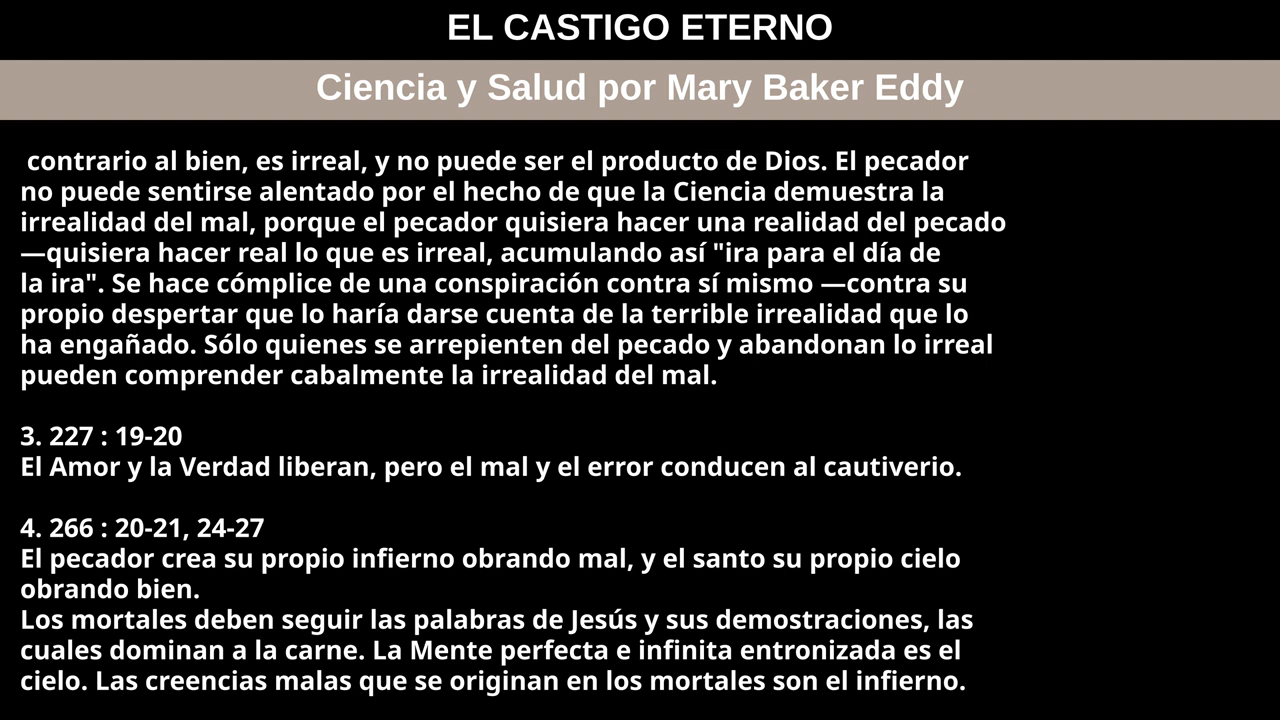 EL CASTIGO ETERNO
Ciencia y Salud por Mary Baker Eddy
contrario al bien, es irreal, y no puede ser el producto de Dios. El pecador
no puede sentirse alentado por el hecho de que la Ciencia demuestra la
irrealidad del mal, porque el pecador quisiera hacer una realidad del pecado
—quisiera hacer real lo que es irreal, acumulando así "ira para el día de
la ira". Se hace cómplice de una conspiración contra sí mismo —contra su
propio despertar que lo haría darse cuenta de la terrible irrealidad que lo
ha engañado. Sólo quienes se arrepienten del pecado y abandonan lo irreal
pueden comprender cabalmente la irrealidad del mal.
3. 227 : 19-20
El Amor y la Verdad liberan, pero el mal y el error conducen al cautiverio.
4. 266 : 20-21, 24-27
El pecador crea su propio infierno obrando mal, y el santo su propio cielo
obrando bien.
Los mortales deben seguir las palabras de Jesús y sus demostraciones, las
cuales dominan a la carne. La Mente perfecta e infinita entronizada es el
cielo. Las creencias malas que se originan en los mortales son el infierno.